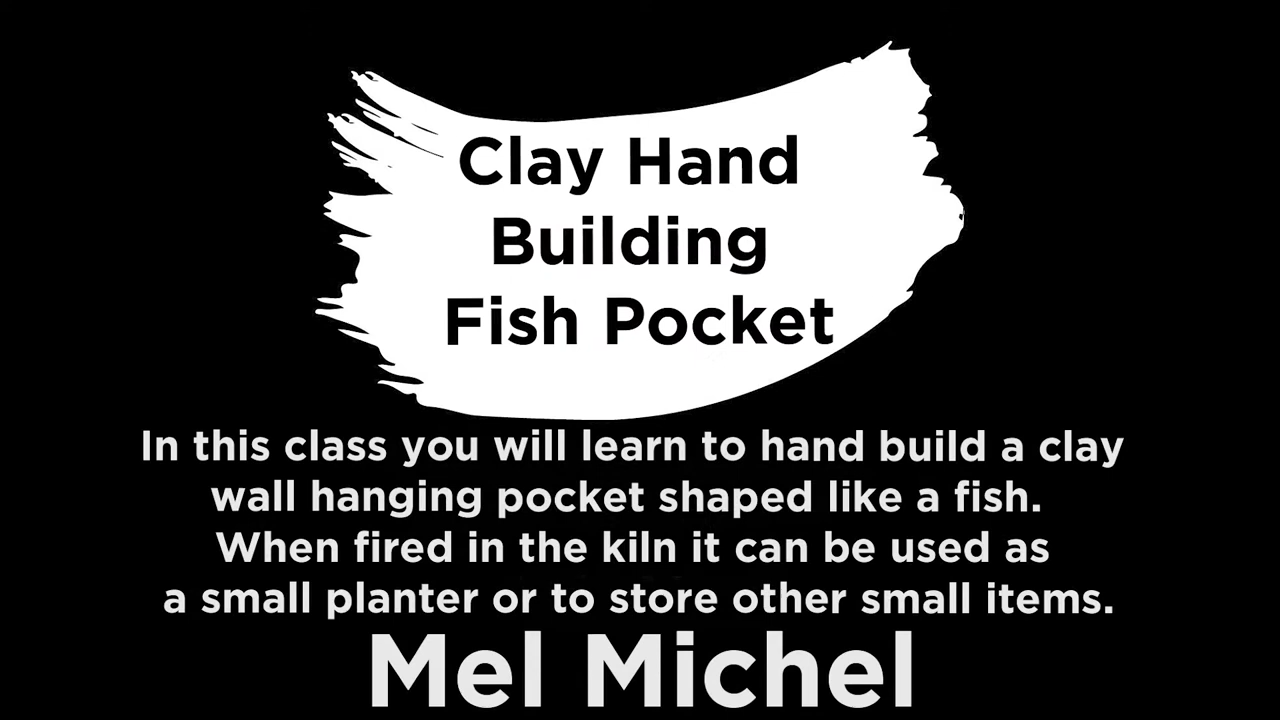 Clay Hand
Building
Fish Pocket
In this class you will learn to hand build a clay
wall hanging pocket shaped like a fish.
When fired in the kiln it can be used as
a small planter or to store other small items.
Mel Michel